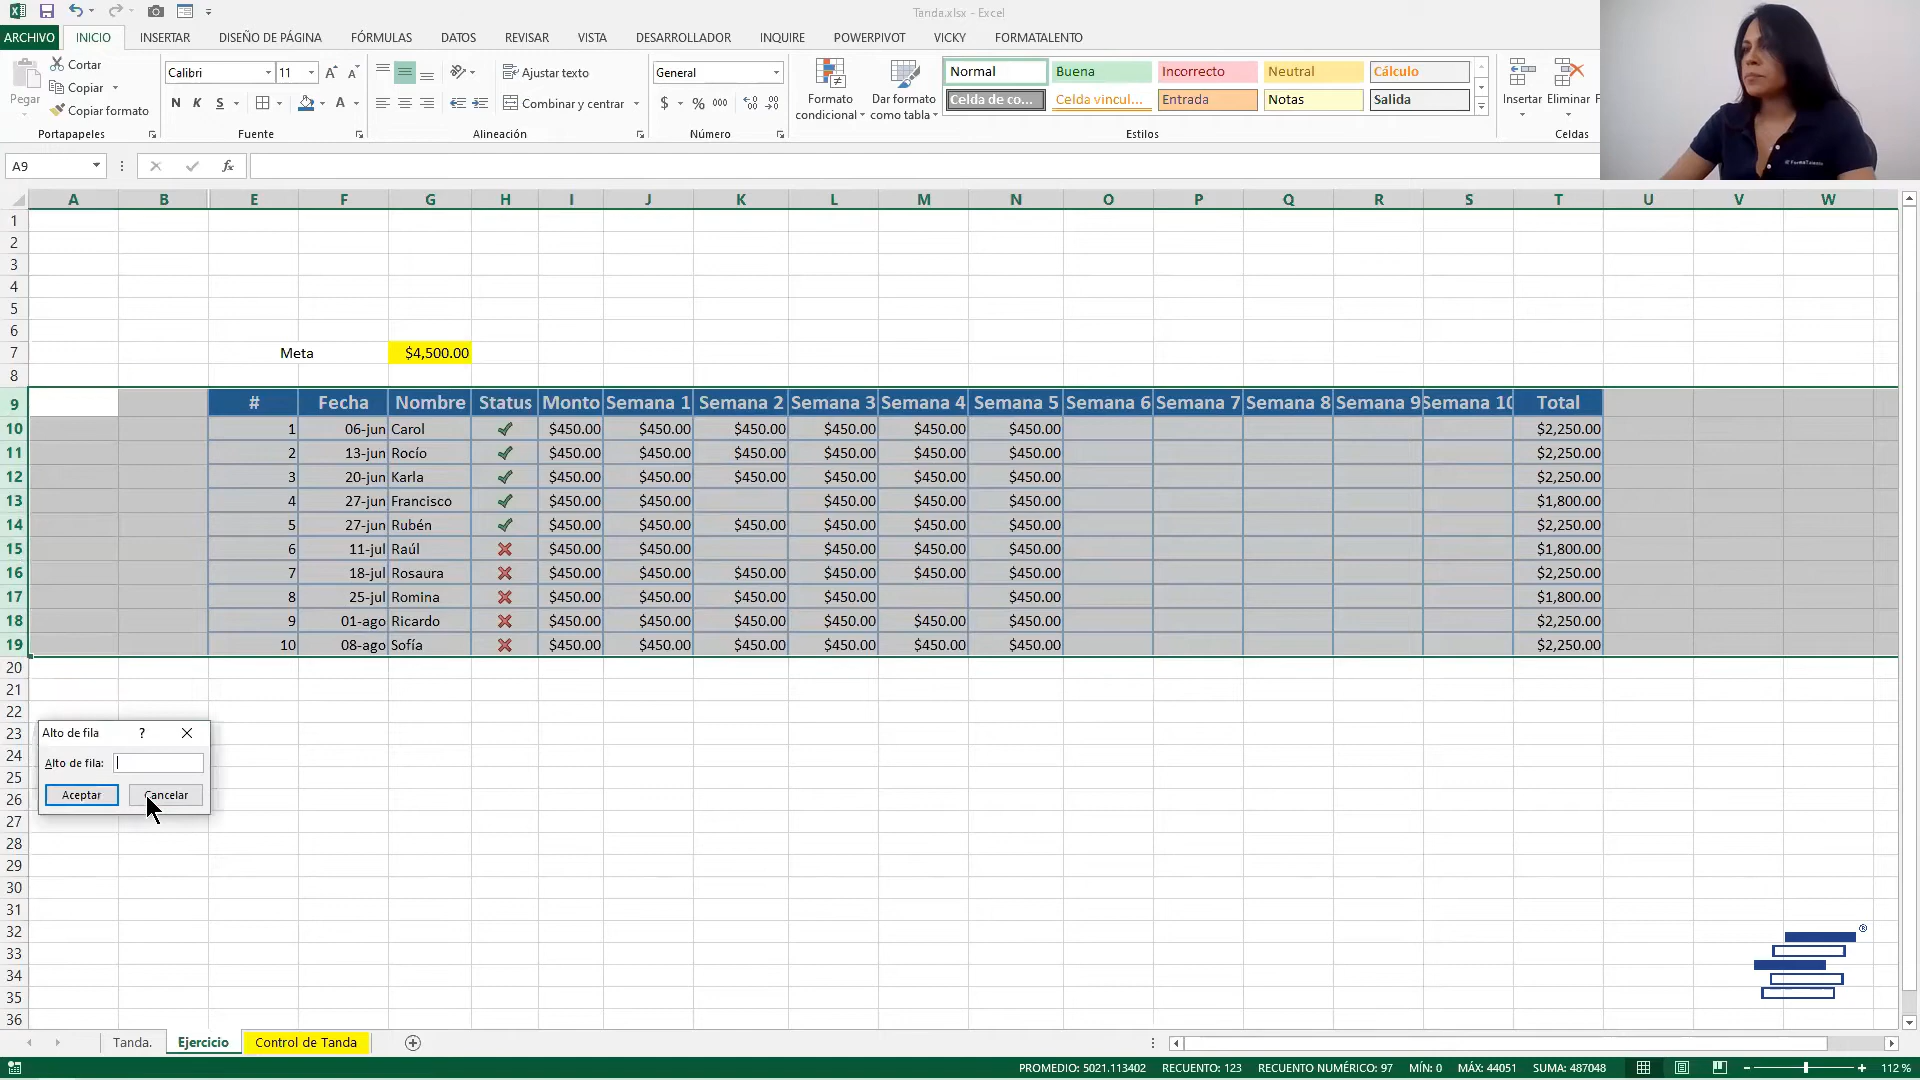 Tanda.xlsx - Excel
ARCHIVO INICIO INSERTAR DISEÑO DE PÁGINA FÓRMULAS DATOS REVISAR VISTA DESARROLLADOR INQUIRE POWERPIVOT VICKY FORMATALENTO
Pegar Cortar Copiar Copiar formato Portapapeles
Calibri 11 N K S A Fuente
Ajustar texto Combinar y centrar Alineación
General $ % 000 Número
Formato condicional Dar formato como tabla
Normal Buena Incorrecto Neutral Cálculo
Celda de co... Celda vincul... Entrada Notas Salida
Estilos
Insertar Eliminar F
Celdas
A9 fx
A B E F G H I J K L M N O P Q R S T U V W
1
2
3
4
5
6
7 Meta $4,500.00
8
9 # Fecha Nombre Status Monto Semana 1 Semana 2 Semana 3 Semana 4 Semana 5 Semana 6 Semana 7 Semana 8 Semana 9 Semana 10 Total
10 1 06-jun Carol $450.00 $450.00 $450.00 $450.00 $450.00 $450.00 $2,250.00
11 2 13-jun Rocío $450.00 $450.00 $450.00 $450.00 $450.00 $450.00 $2,250.00
12 3 20-jun Karla $450.00 $450.00 $450.00 $450.00 $450.00 $450.00 $2,250.00
13 4 27-jun Francisco $450.00 $450.00 $450.00 $450.00 $450.00 $1,800.00
14 5 27-jun Rubén $450.00 $450.00 $450.00 $450.00 $450.00 $450.00 $2,250.00
15 6 11-jul Raúl $450.00 $450.00 $450.00 $450.00 $450.00 $1,800.00
16 7 18-jul Rosaura $450.00 $450.00 $450.00 $450.00 $450.00 $450.00 $2,250.00
17 8 25-jul Romina $450.00 $450.00 $450.00 $450.00 $450.00 $1,800.00
18 9 01-ago Ricardo $450.00 $450.00 $450.00 $450.00 $450.00 $450.00 $2,250.00
19 10 08-ago Sofía $450.00 $450.00 $450.00 $450.00 $450.00 $450.00 $2,250.00
20
21
22
23
24
25
26
27
28
29
30
31
32
33
34
35
36
Alto de fila ?
Alto de fila:
Aceptar Cancelar
®
Tanda. Ejercicio Control de Tanda
PROMEDIO: 5021.113402 RECUENTO: 123 RECUENTO NUMÉRICO: 97 MÍN: 0 MÁX: 44051 SUMA: 487048 112 %